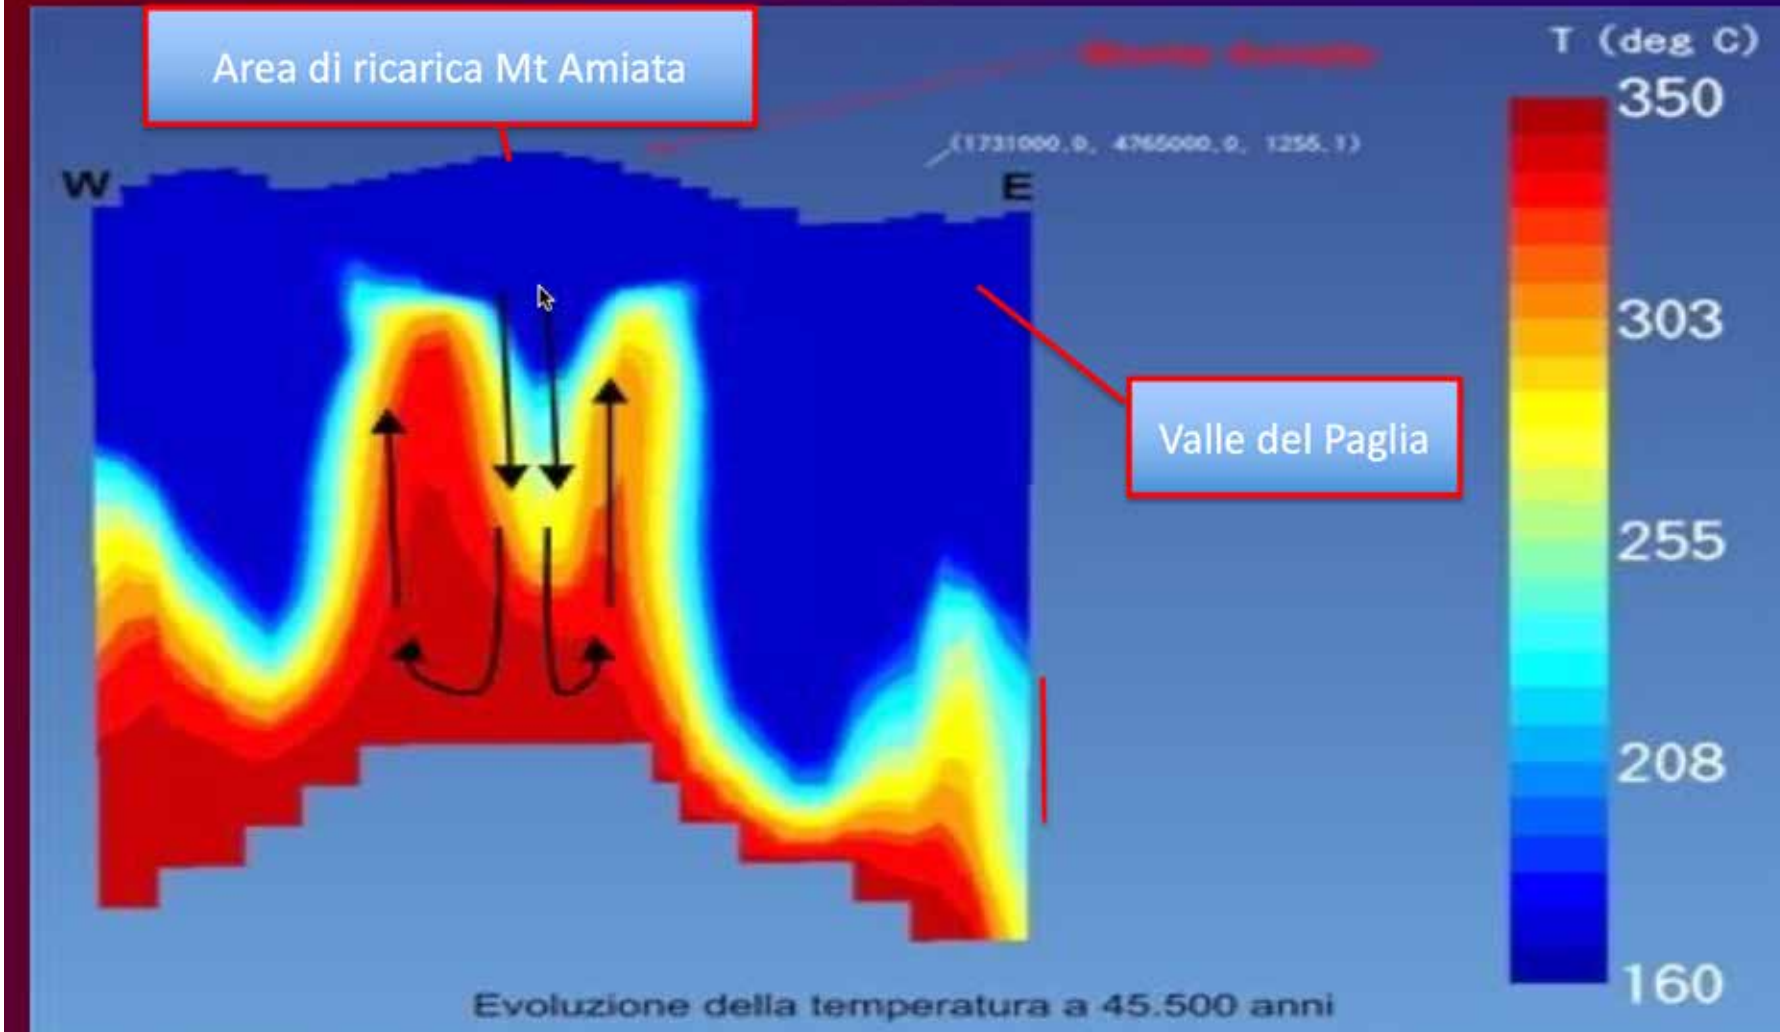 Area di ricarica Mt Amiata
T (deg C)
350
(1731000.0, 4765000.0, 1255.1)
W
E
303
Valle del Paglia
255
208
160
Evoluzione della temperatura a 45.500 anni